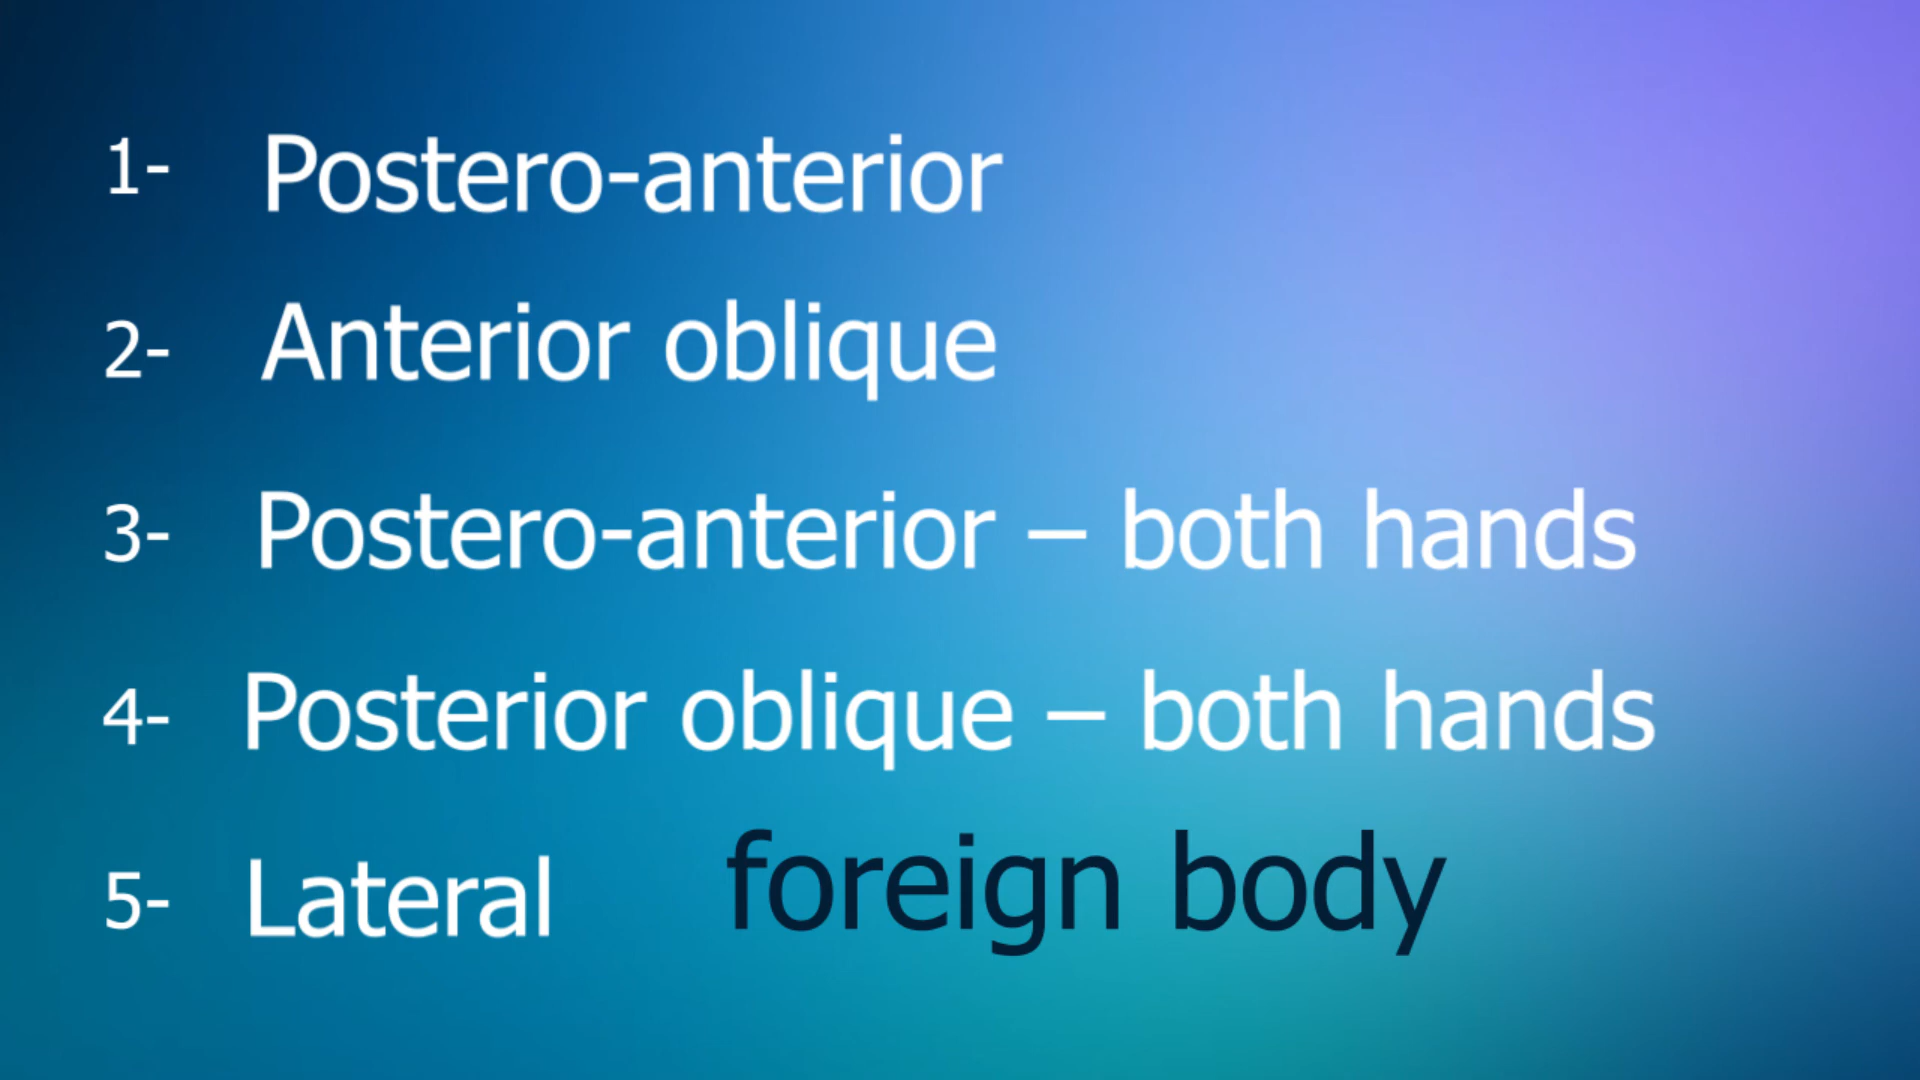 1- Postero-anterior
2- Anterior oblique
3- Postero-anterior – both hands
4- Posterior oblique – both hands
5- Lateral foreign body